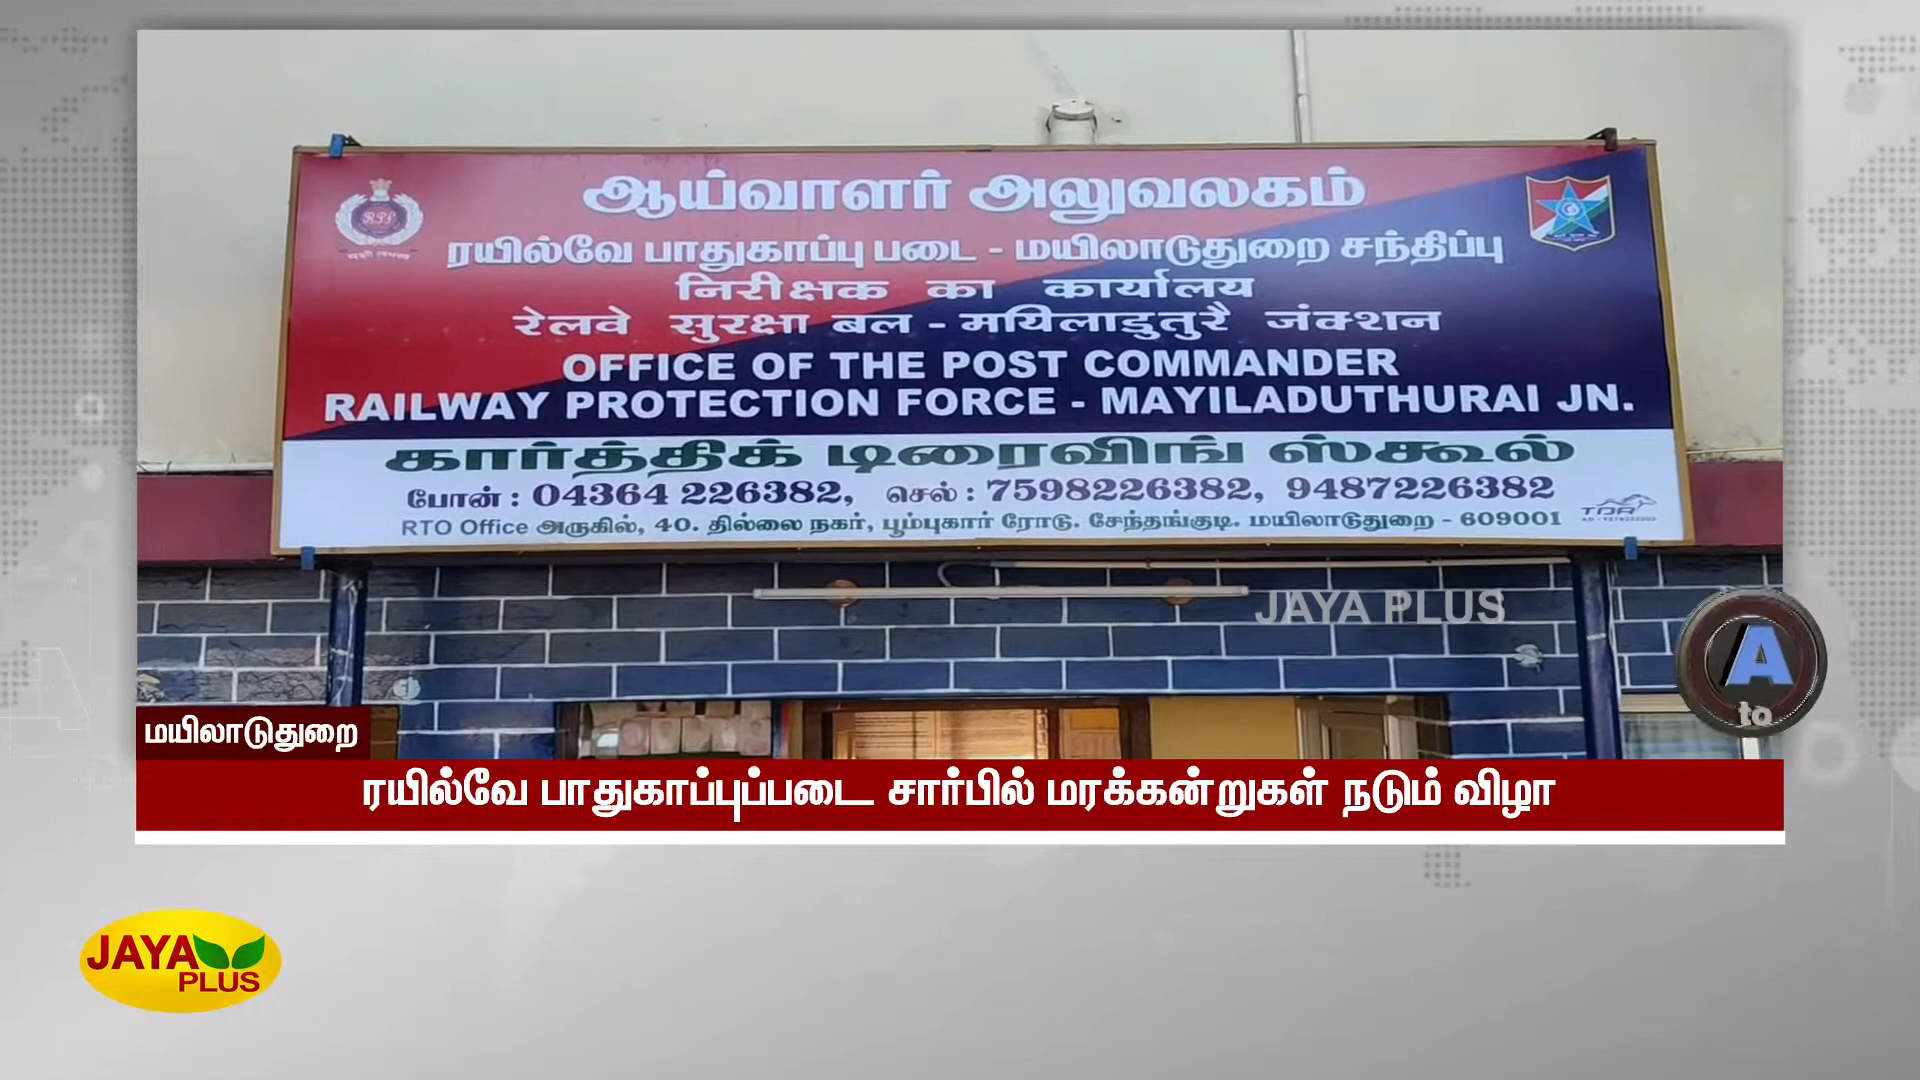 ஆய்வாளர் அலுவலகம்
ரயில்வே பாதுகாப்பு படை - மயிலாடுதுறை சந்திப்பு
निरीक्षक का कार्यालय
रेलवे सुरक्षा बल - मयिलाडुतुरै जंक्शन
OFFICE OF THE POST COMMANDER
RAILWAY PROTECTION FORCE - MAYILADUTHURAI JN.
கார்த்திக் டிரைவிங் ஸ்கூல்
போன் : 04364 226382, செல் : 7598226382, 9487226382
RTO Office அருகில், 40. தில்லை நகர், பூம்புகார் ரோடு. சேந்தங்குடி. மயிலாடுதுறை - 609001
TDR
JAYA PLUS
A
to
மயிலாடுதுறை
ரயில்வே பாதுகாப்புப்படை சார்பில் மரக்கன்றுகள் நடும் விழா
JAYA
PLUS